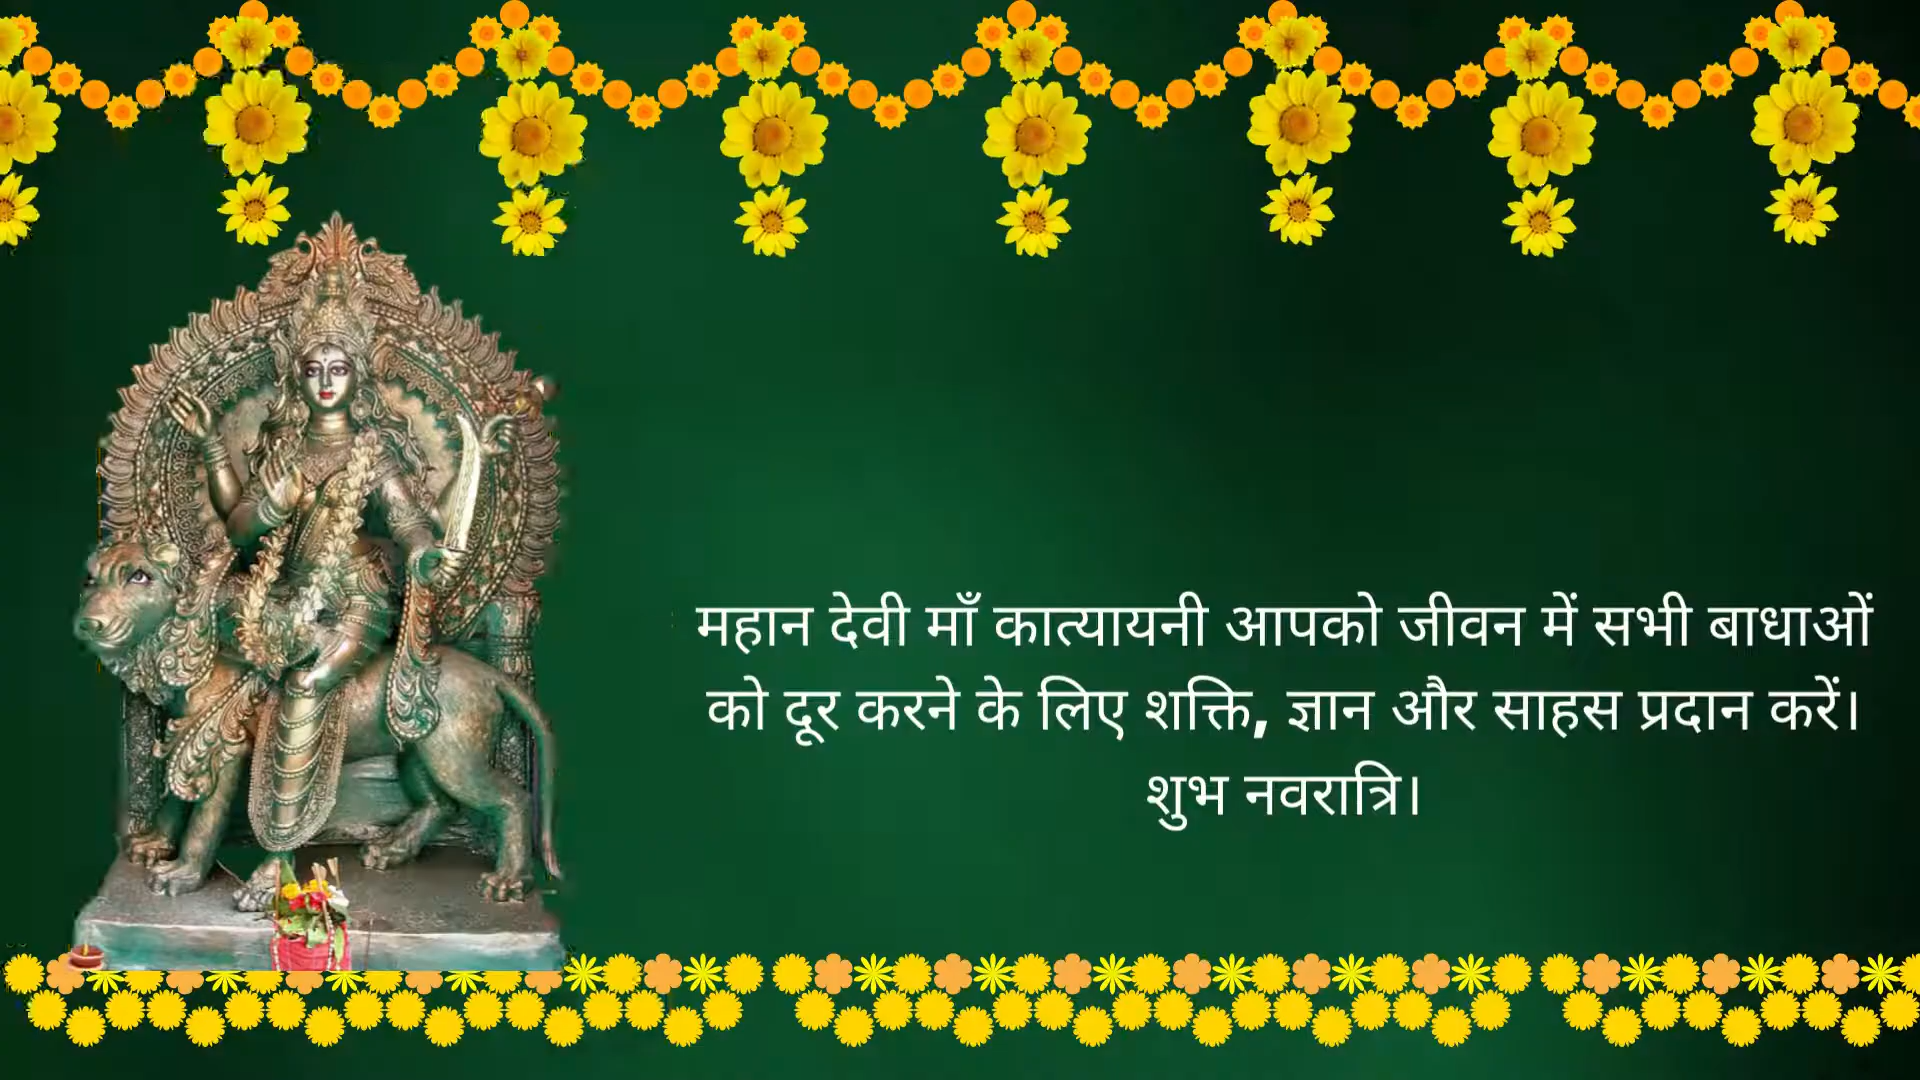 महान देवी माँ कात्यायनी आपको जीवन में सभी बाधाओं
को दूर करने के लिए शक्ति, ज्ञान और साहस प्रदान करें।
शुभ नवरात्रि।